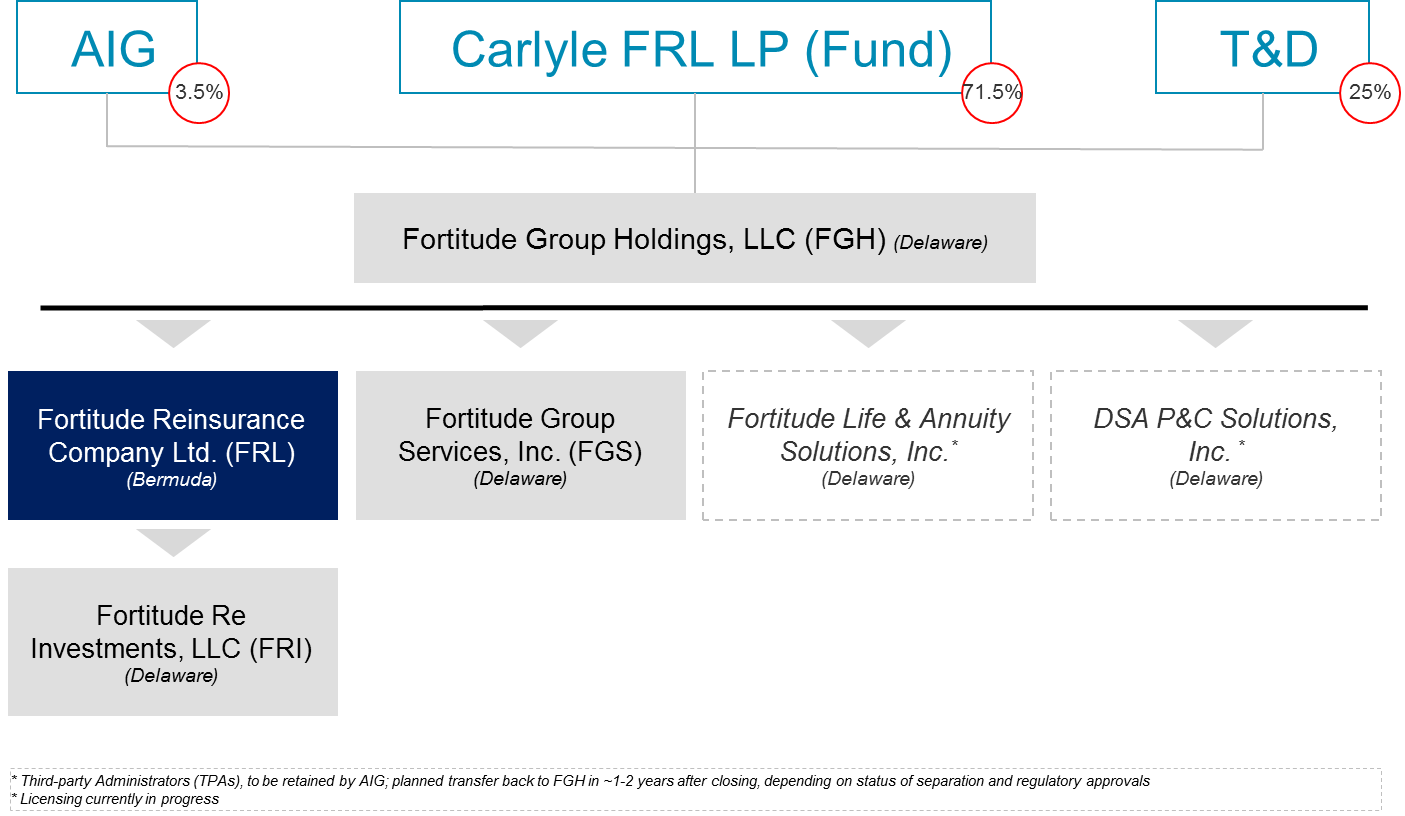 AIG
3.5%
Carlyle FRL LP (Fund)
71.5%
T&D
25%
Fortitude Group Holdings, LLC (FGH) (Delaware)
Fortitude Reinsurance
Company Ltd. (FRL)
(Bermuda)
Fortitude Group
Services, Inc. (FGS)
(Delaware)
Fortitude Life & Annuity
Solutions, Inc.*
(Delaware)
DSA P&C Solutions,
Inc. *
(Delaware)
Fortitude Re
Investments, LLC (FRI)
(Delaware)
* Third-party Administrators (TPAs), to be retained by AIG; planned transfer back to FGH in ~1-2 years after closing, depending on status of separation and regulatory approvals
* Licensing currently in progress